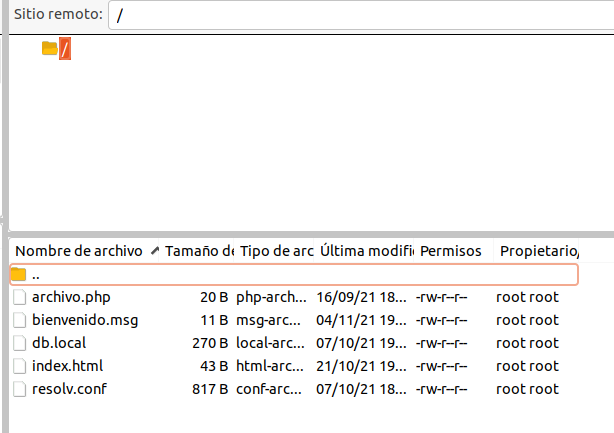 Sitio remoto: /
/
Nombre de archivo Tamaño de Tipo de arc Última modific Permisos Propietario/
..
archivo.php 20 B php-arch... 16/09/21 18... -rw-r--r-- root root
bienvenido.msg 11 B msg-arc... 04/11/21 19... -rw-r--r-- root root
db.local 270 B local-arc... 07/10/21 19... -rw-r--r-- root root
index.html 43 B html-arc... 21/10/21 19... -rw-r--r-- root root
resolv.conf 817 B conf-arc... 07/10/21 18... -rw-r--r-- root root